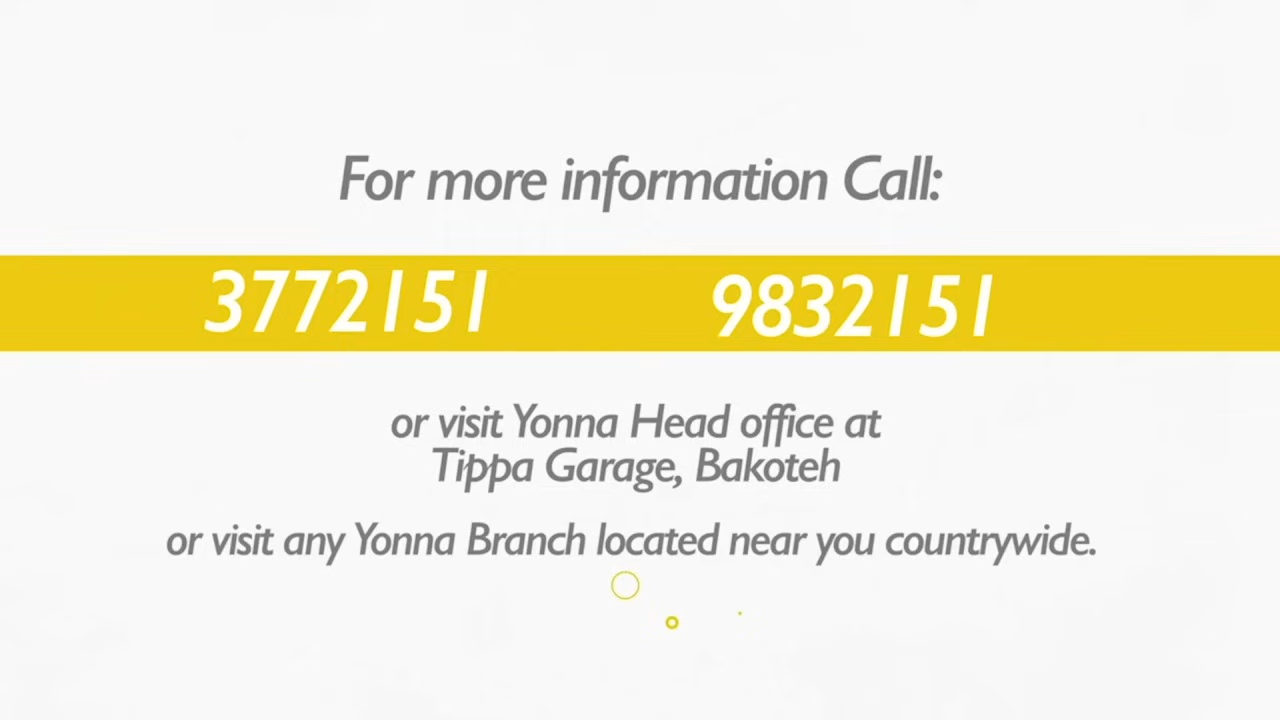 For more information Call:
3772151 9832151
or visit Yonna Head office at
Tippa Garage, Bakoteh
or visit any Yonna Branch located near you countrywide.